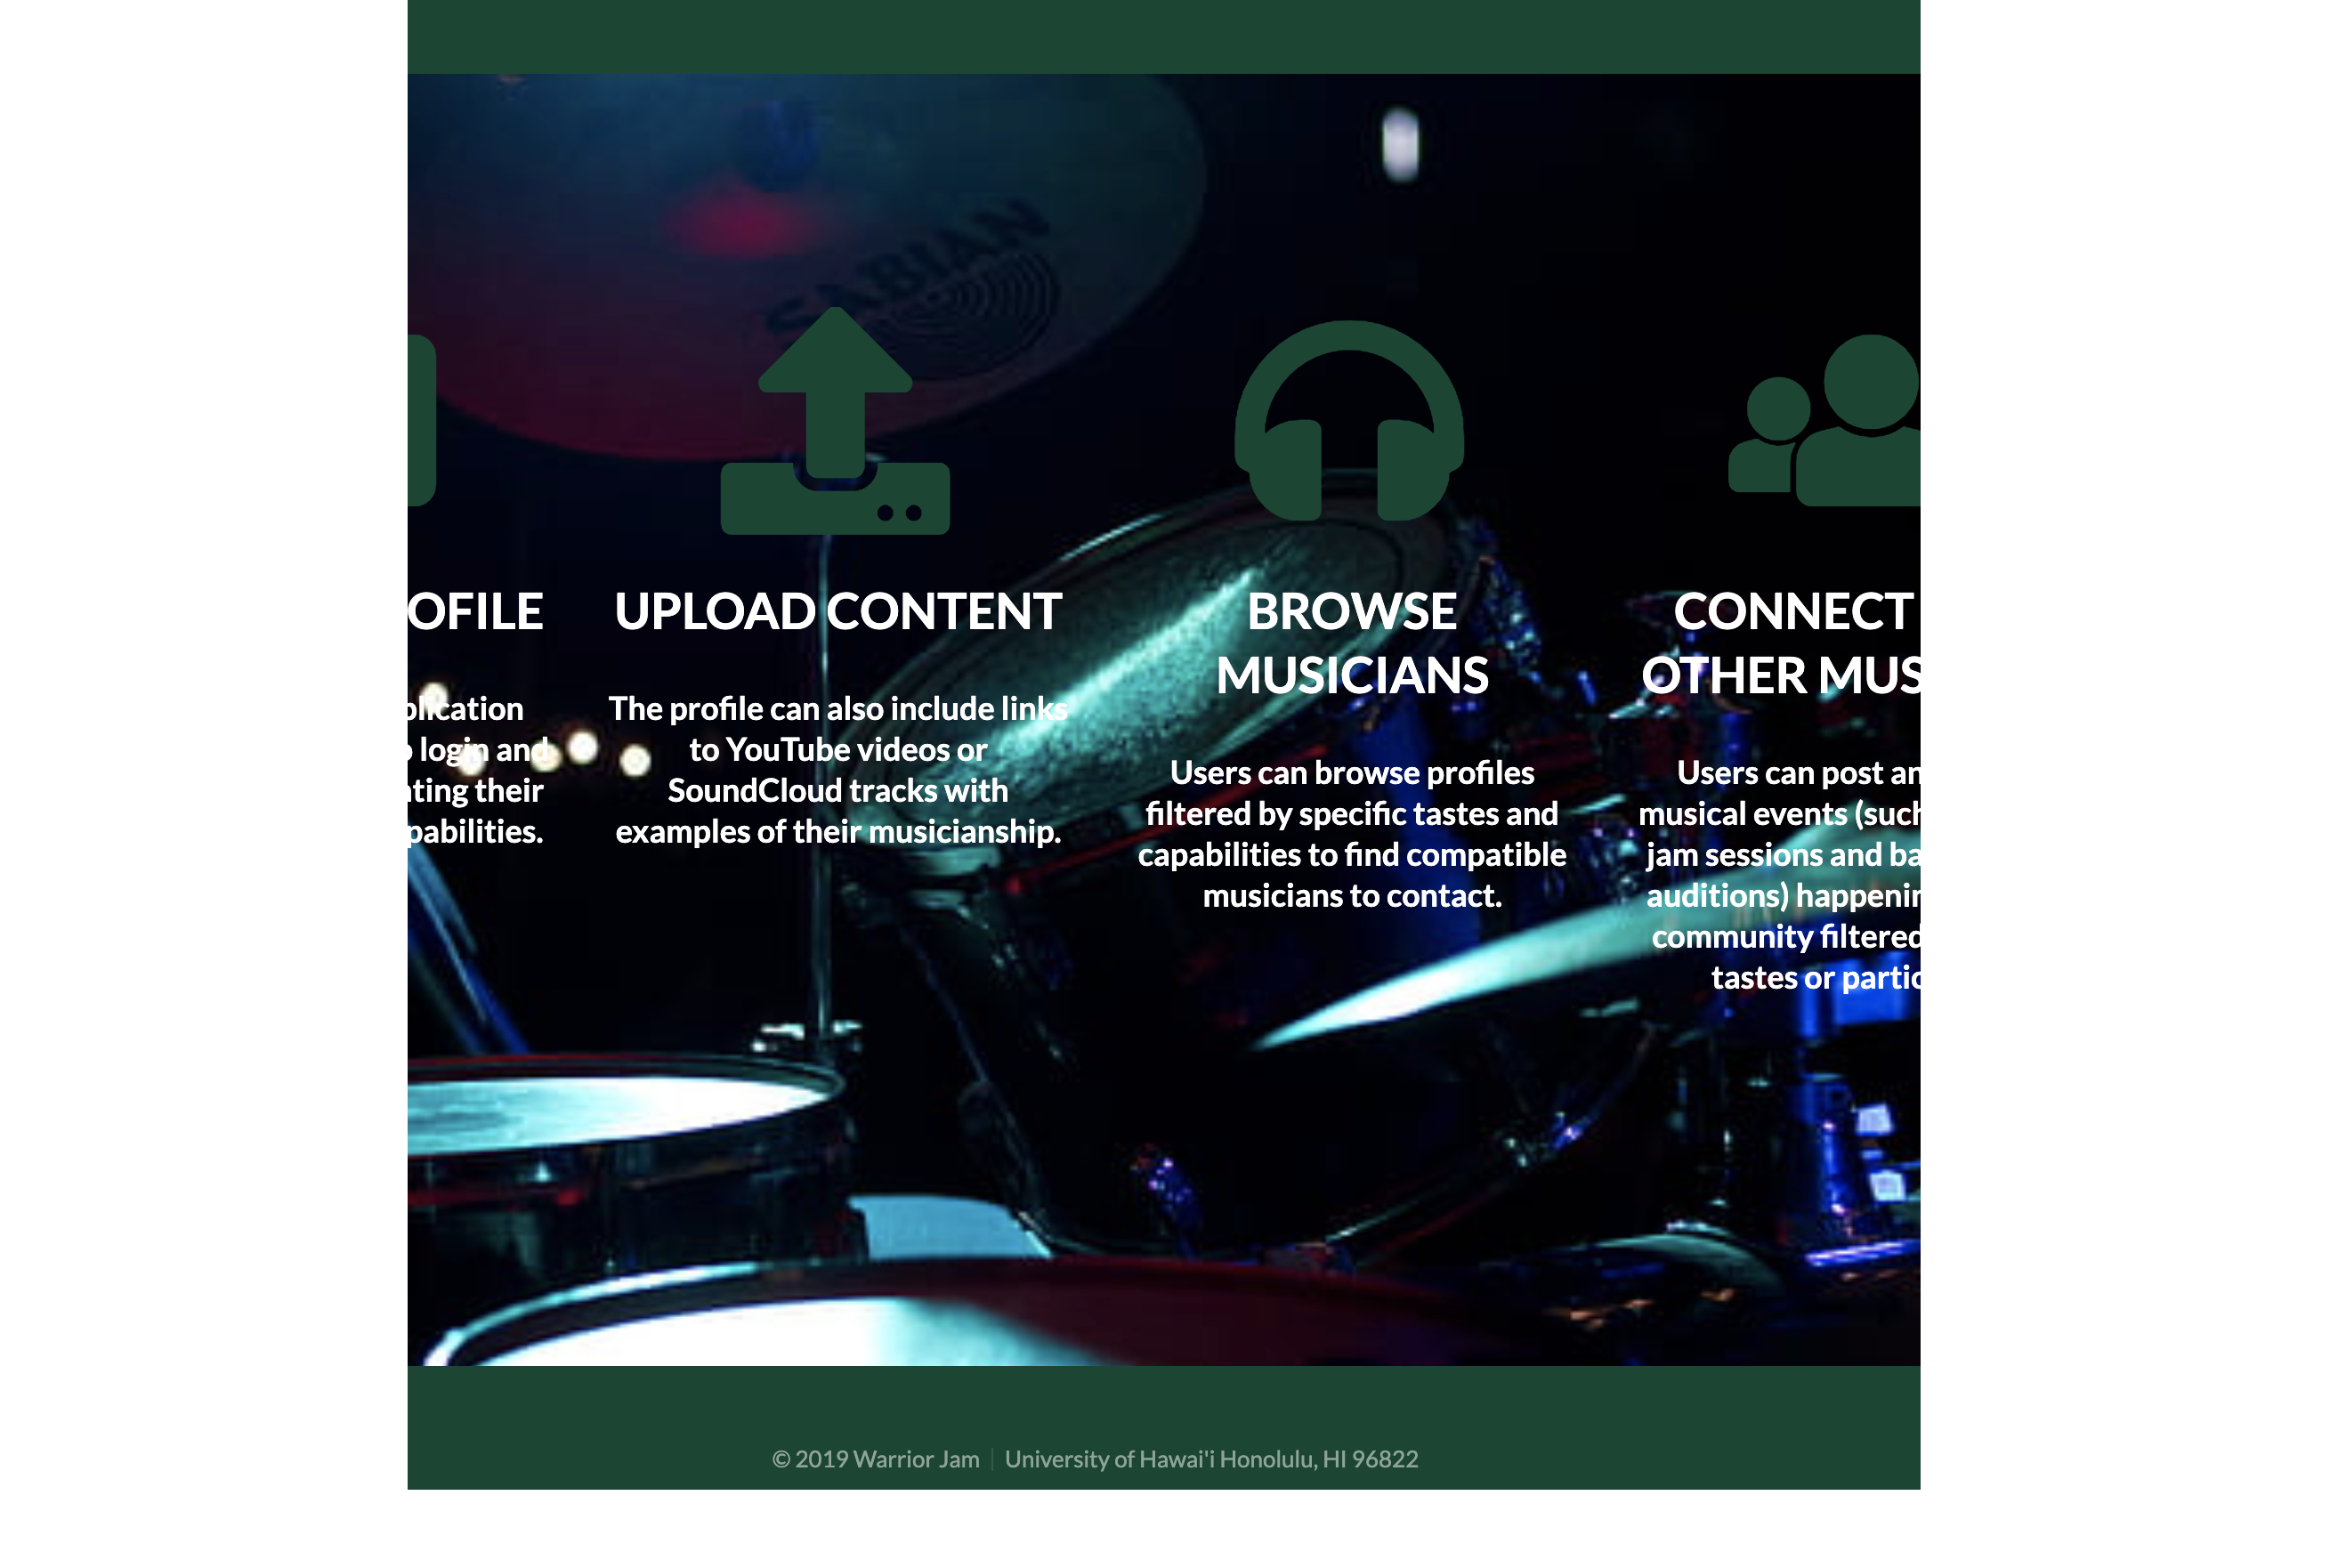 SABIAN
OFILE
plication
login and
ting their
pabilities.
UPLOAD CONTENT
The profile can also include links
to YouTube videos or
SoundCloud tracks with
examples of their musicianship.
BROWSE
MUSICIANS
Users can browse profiles
filtered by specific tastes and
capabilities to find compatible
musicians to contact.
CONNECT
OTHER MUS
Users can post an
musical events (such
jam sessions and ba
auditions) happenin
community filtered
tastes or partic
© 2019 Warrior Jam | University of Hawai'i Honolulu, HI 96822